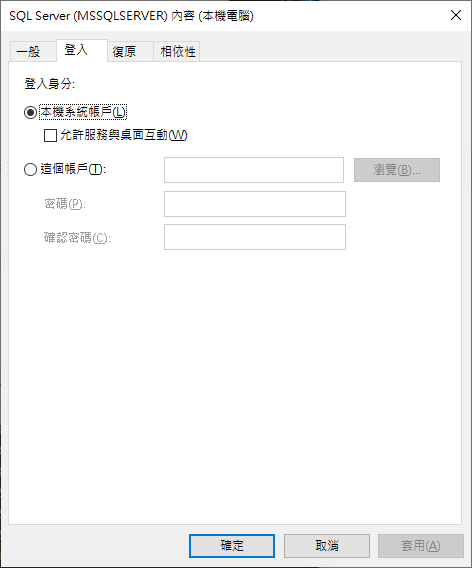 SQL Server (MSSQLSERVER) 內容 (本機電腦)
一般 登入 復原 相依性
登入身分:
本機系統帳戶(L)
允許服務與桌面互動(W)
這個帳戶(T): 瀏覽(B)...
密碼(P):
確認密碼(C):
確定 取消 套用(A)